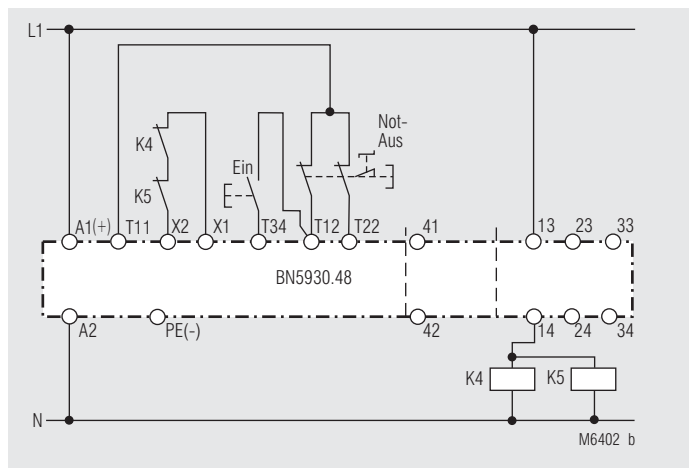 L1
Not-
Aus
K4
Ein
K5
A1(+) T11 X2 X1 T34 T12 T22 41 13 23 33
BN5930.48
A2 PE(-) 42 14 24 34
K4 K5
N
M6402 b